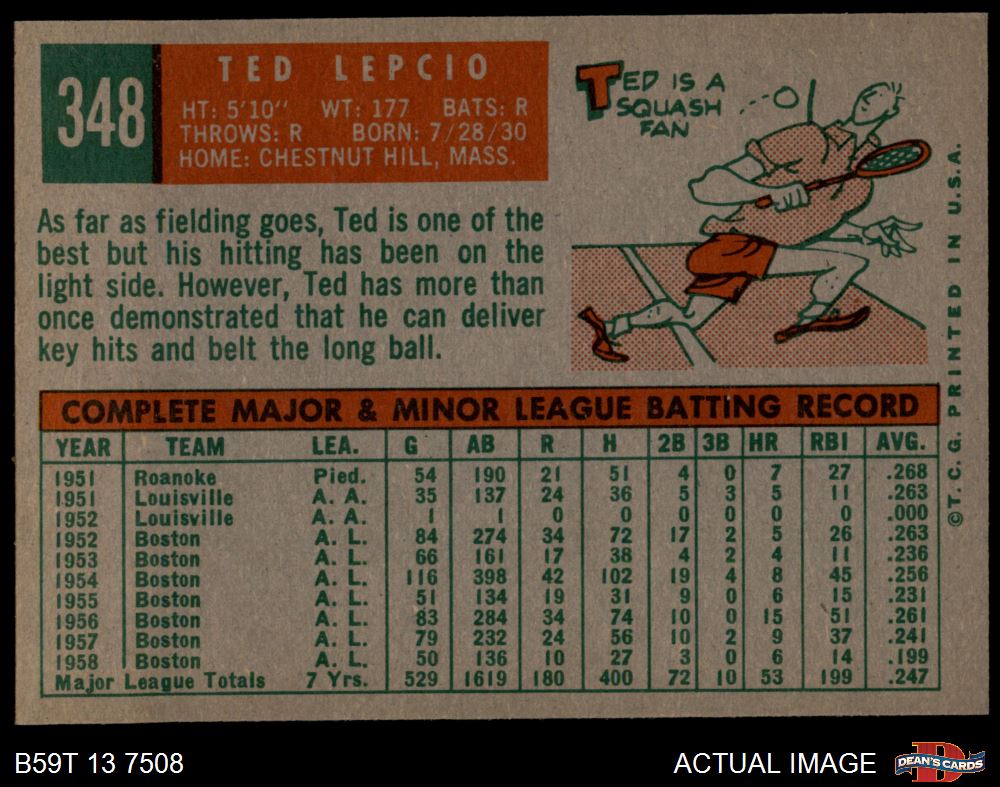 348
TED LEPCIO
HT: 5'10" WT: 177 BATS: R
THROWS: R BORN: 7/28/30
HOME: CHESTNUT HILL, MASS.
TED IS A
SQUASH
FAN
As far as fielding goes, Ted is one of the
best but his hitting has been on the
light side. However, Ted has more than
once demonstrated that he can deliver
key hits and belt the long ball.
COMPLETE MAJOR & MINOR LEAGUE BATTING RECORD
YEAR TEAM LEA. G AB R H 2B 3B HR RBI AVG.
1951 Roanoke Pied. 54 190 21 51 4 0 7 27 .268
1951 Louisville A. A. 35 137 24 36 5 3 5 11 .263
1952 Louisville A. A. 1 1 0 0 0 0 0 0 .000
1952 Boston A. L. 84 274 34 72 17 2 5 26 .263
1953 Boston A. L. 66 161 17 38 4 2 4 11 .236
1954 Boston A. L. 116 398 42 102 19 4 8 45 .256
1955 Boston A. L. 51 134 19 31 9 0 6 15 .231
1956 Boston A. L. 83 284 34 74 10 0 15 51 .261
1957 Boston A. L. 79 232 24 56 10 2 9 37 .241
1958 Boston A. L. 50 136 10 27 3 0 6 14 .199
Major League Totals 7 Yrs. 529 1619 180 400 72 10 53 199 .247
©T. C. G. PRINTED IN U.S.A.
B59T 13 7508
ACTUAL IMAGE
DEAN'S CARDS